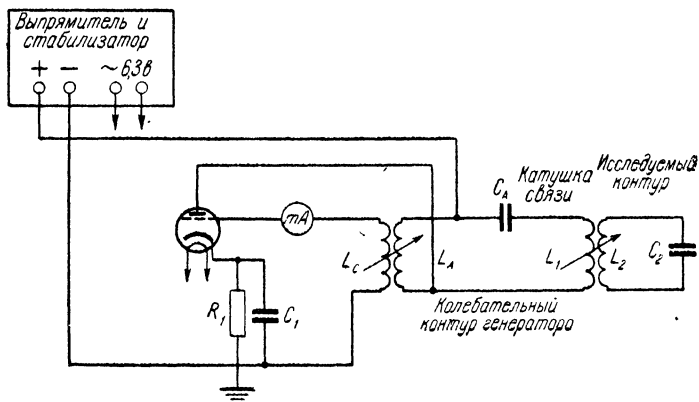 Выпрямитель и
стабилизатор
+ − ~ 6,3в
mA
Lc
LA
CA
Катушка
связи
Исследуемый
контур
L1
L2
C2
R1
C1
Колебательный
контур генератора